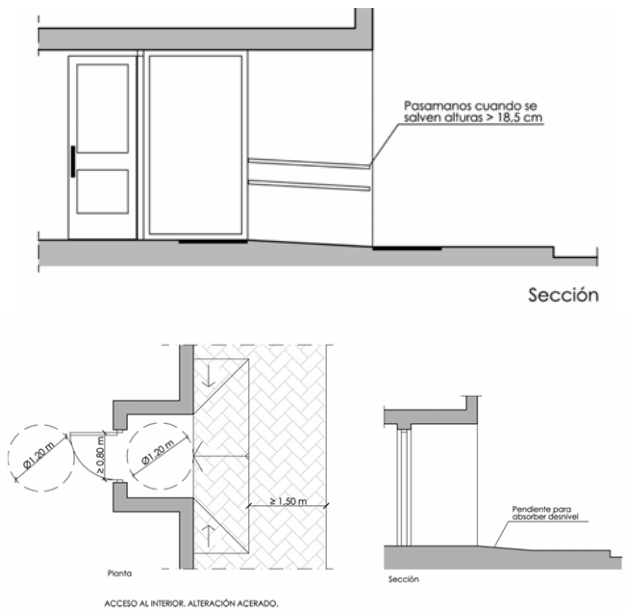 Pasamanos cuando se
salven alturas > 18,5 cm
Sección
Ø1,20 m
≥ 0,80 m
Ø1,20 m
≥ 1,50 m
Planta
Pendiente para
absorber desnivel
Sección
ACCESO AL INTERIOR. ALTERACIÓN ACERADO.